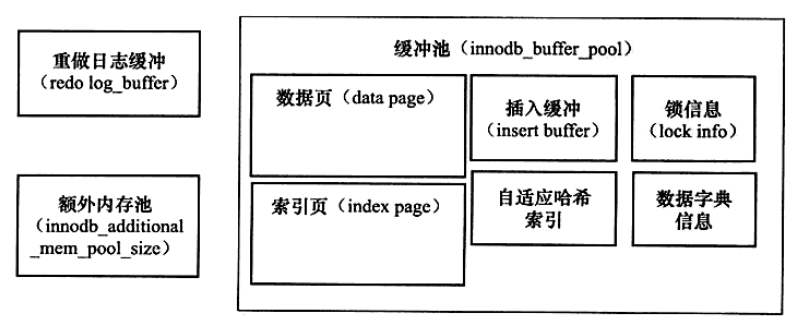 重做日志缓冲
（redo log_buffer）
额外内存池
（innodb_additional
_mem_pool_size）
缓冲池（innodb_buffer_pool）
数据页（data page）
插入缓冲
（insert buffer）
锁信息
（lock info）
索引页（index page）
自适应哈希
索引
数据字典
信息